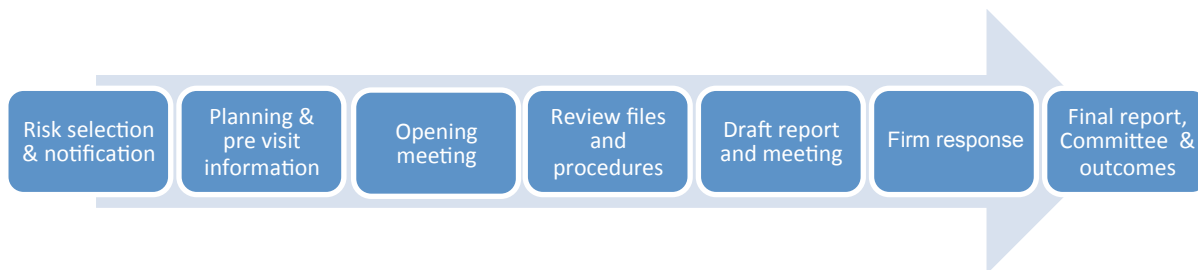 Risk selection
& notification
Planning &
pre visit
information
Opening
meeting
Review files
and
procedures
Draft report
and meeting
Firm response
Final report,
Committee &
outcomes